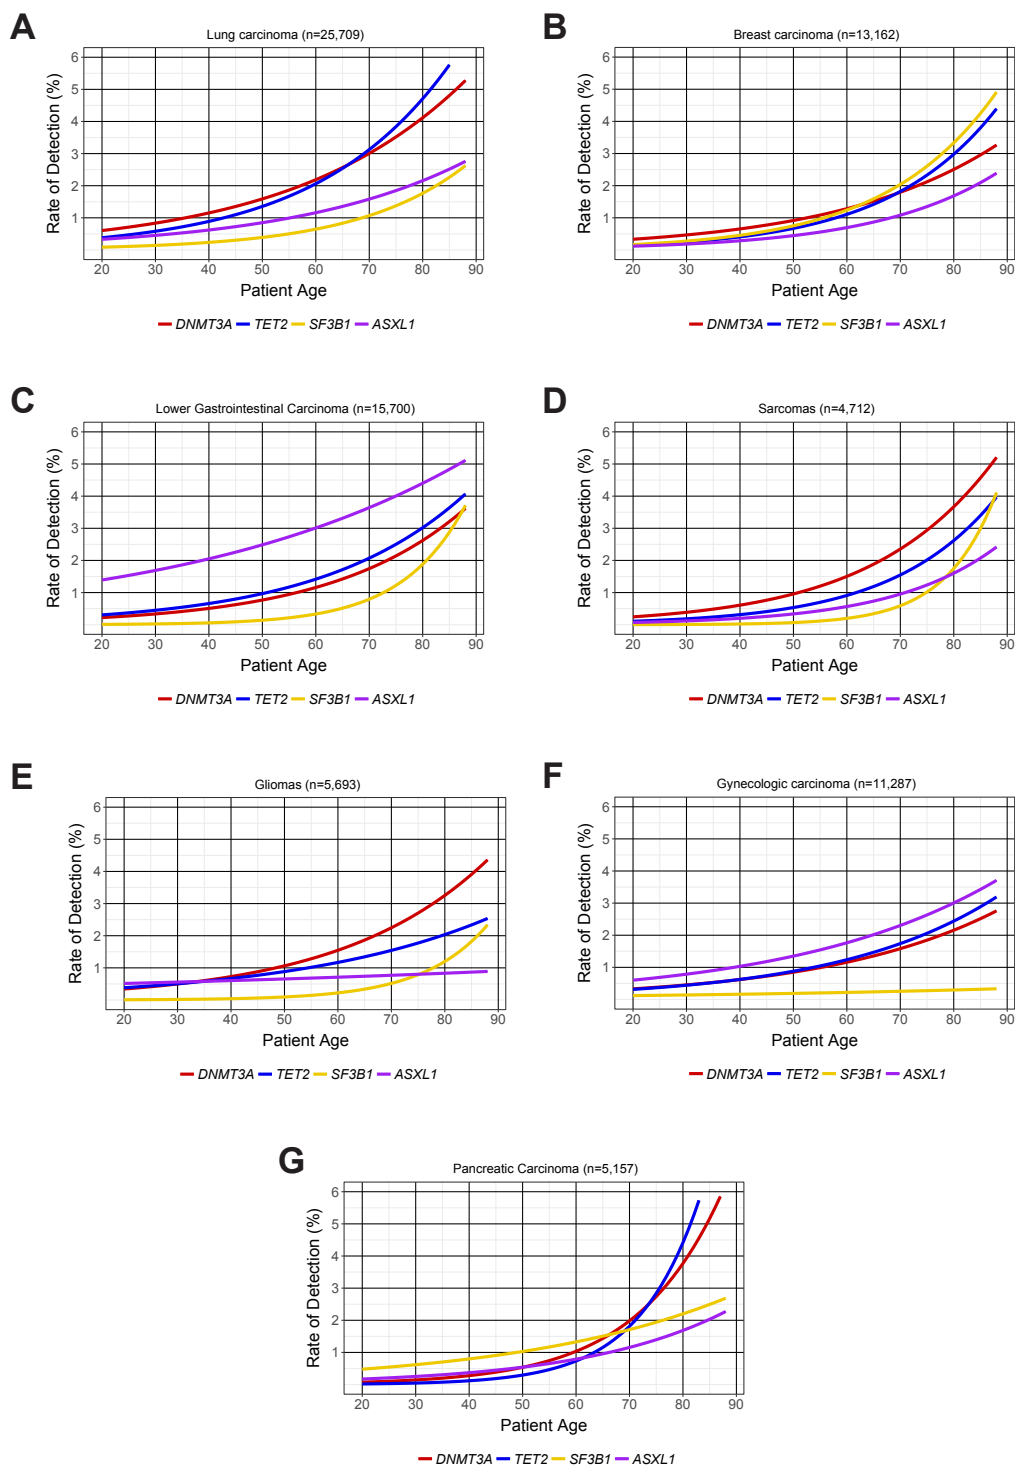 A
Lung carcinoma (n=25,709)
Rate of Detection (%)
6
5
4
3
2
1
20 30 40 50 60 70 80 90
Patient Age
DNMT3A TET2 SF3B1 ASXL1
B
Breast carcinoma (n=13,162)
Rate of Detection (%)
6
5
4
3
2
1
20 30 40 50 60 70 80 90
Patient Age
DNMT3A TET2 SF3B1 ASXL1
C
Lower Gastrointestinal Carcinoma (n=15,700)
Rate of Detection (%)
6
5
4
3
2
1
20 30 40 50 60 70 80 90
Patient Age
DNMT3A TET2 SF3B1 ASXL1
D
Sarcomas (n=4,712)
Rate of Detection (%)
6
5
4
3
2
1
20 30 40 50 60 70 80 90
Patient Age
DNMT3A TET2 SF3B1 ASXL1
E
Gliomas (n=5,693)
Rate of Detection (%)
6
5
4
3
2
1
20 30 40 50 60 70 80 90
Patient Age
DNMT3A TET2 SF3B1 ASXL1
F
Gynecologic carcinoma (n=11,287)
Rate of Detection (%)
6
5
4
3
2
1
20 30 40 50 60 70 80 90
Patient Age
DNMT3A TET2 SF3B1 ASXL1
G
Pancreatic Carcinoma (n=5,157)
Rate of Detection (%)
6
5
4
3
2
1
20 30 40 50 60 70 80 90
Patient Age
DNMT3A TET2 SF3B1 ASXL1